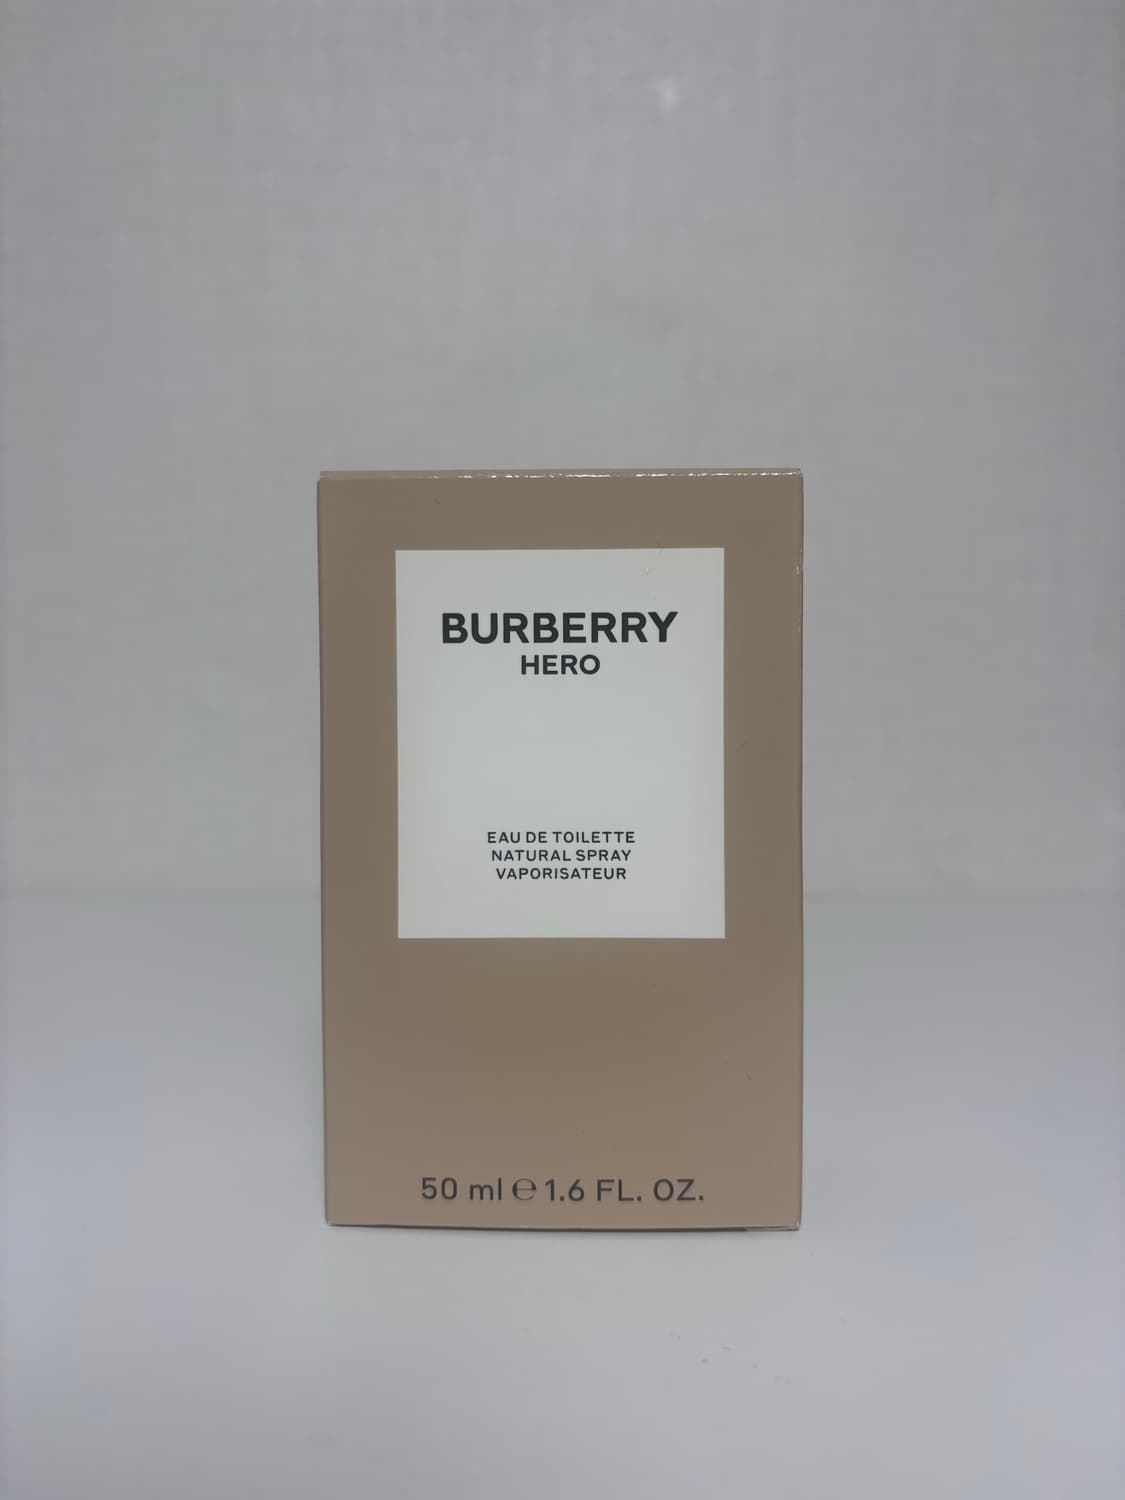 BURBERRY
HERO
EAU DE TOILETTE
NATURAL SPRAY
VAPORISATEUR
50 ml ℮ 1.6 FL. OZ.